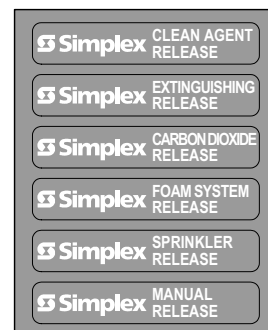 Simplex CLEAN AGENT
RELEASE
Simplex EXTINGUISHING
RELEASE
Simplex CARBON DIOXIDE
RELEASE
Simplex FOAM SYSTEM
RELEASE
Simplex SPRINKLER
RELEASE
Simplex MANUAL
RELEASE